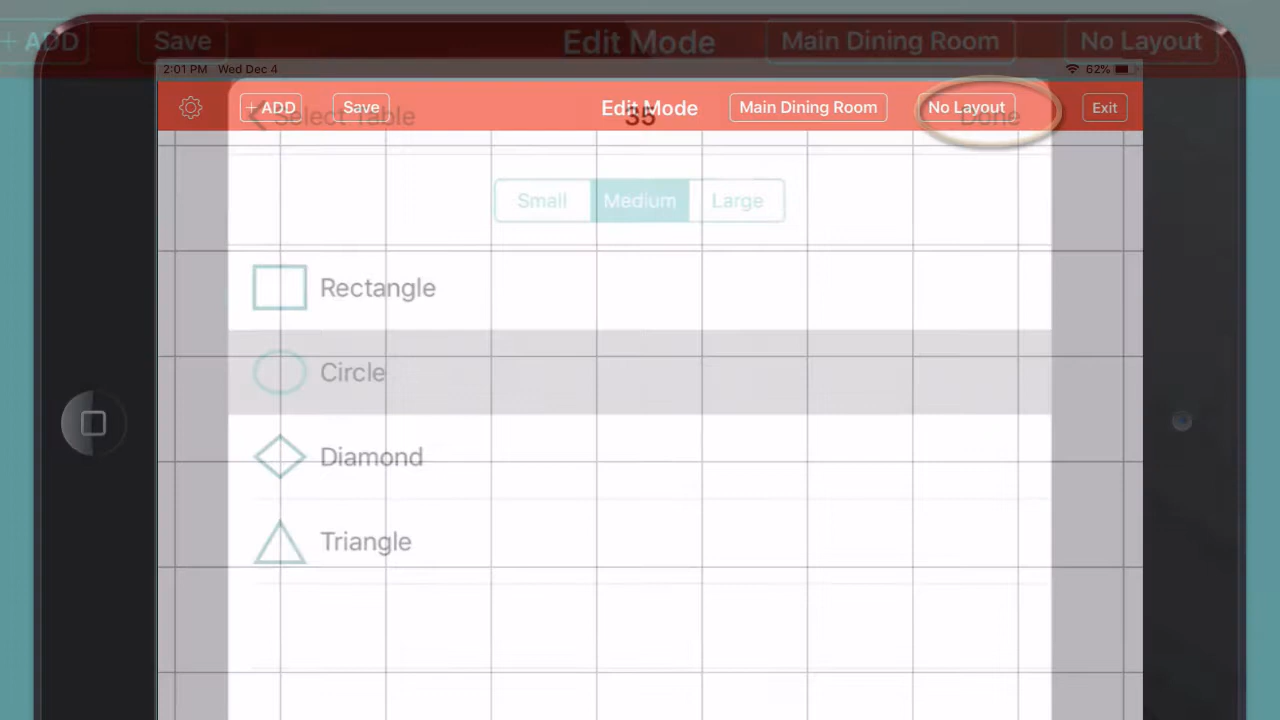 + ADD Save Edit Mode Main Dining Room No Layout
2:01 PM Wed Dec 4 62%
+ ADD Save Edit Mode Main Dining Room No Layout Exit
Select Table 35 Done
Small Medium Large
Rectangle
Circle
Diamond
Triangle